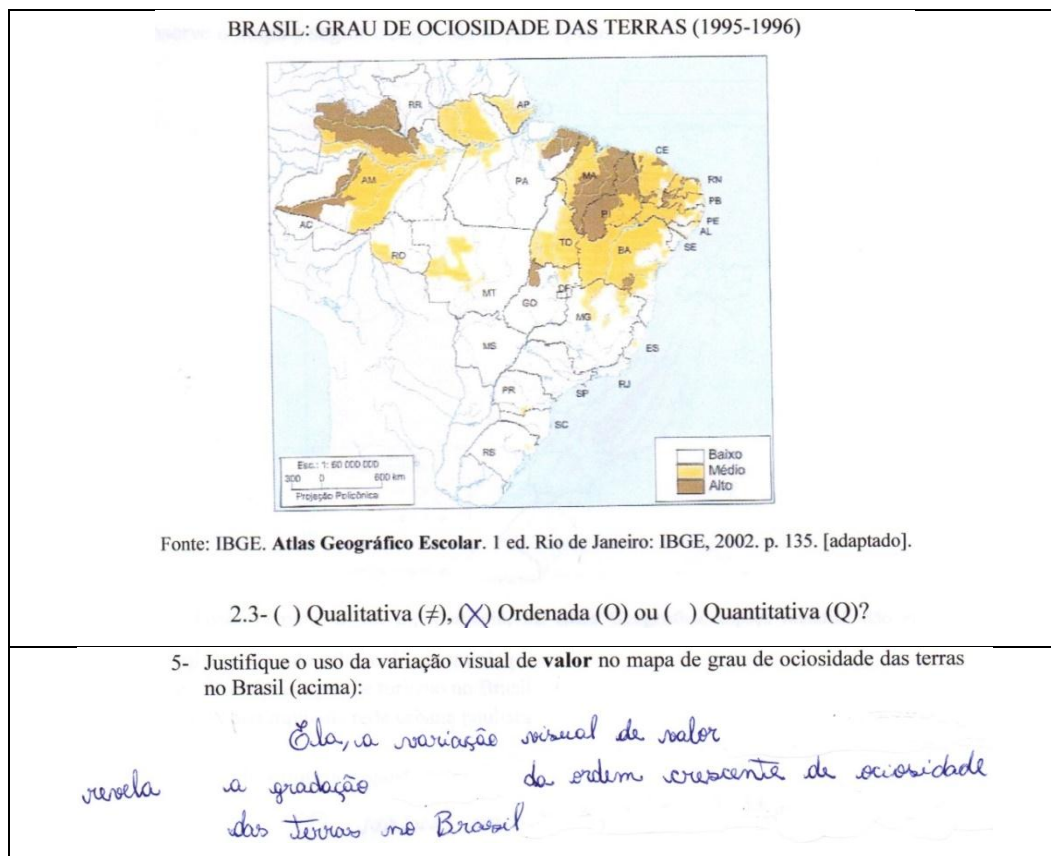 BRASIL: GRAU DE OCIOSIDADE DAS TERRAS (1995-1996)
RR
AP
AM
PA
MA
CE
RN
PB
PE
AL
SE
PI
AC
RO
TO
BA
MT
DF
GO
MG
MS
ES
RJ
SP
PR
SC
RS
Esc.: 1: 60 000 000
300 0 600 km
Projeção Policônica
Baixo
Médio
Alto
Fonte: IBGE. Atlas Geográfico Escolar. 1 ed. Rio de Janeiro: IBGE, 2002. p. 135. [adaptado].
2.3- ( ) Qualitativa (≠), (X) Ordenada (O) ou ( ) Quantitativa (Q)?
5- Justifique o uso da variação visual de valor no mapa de grau de ociosidade das terras
no Brasil (acima):
Ela, a variação visual de valor
revela a gradação da ordem crescente de ociosidade
das terras no Brasil